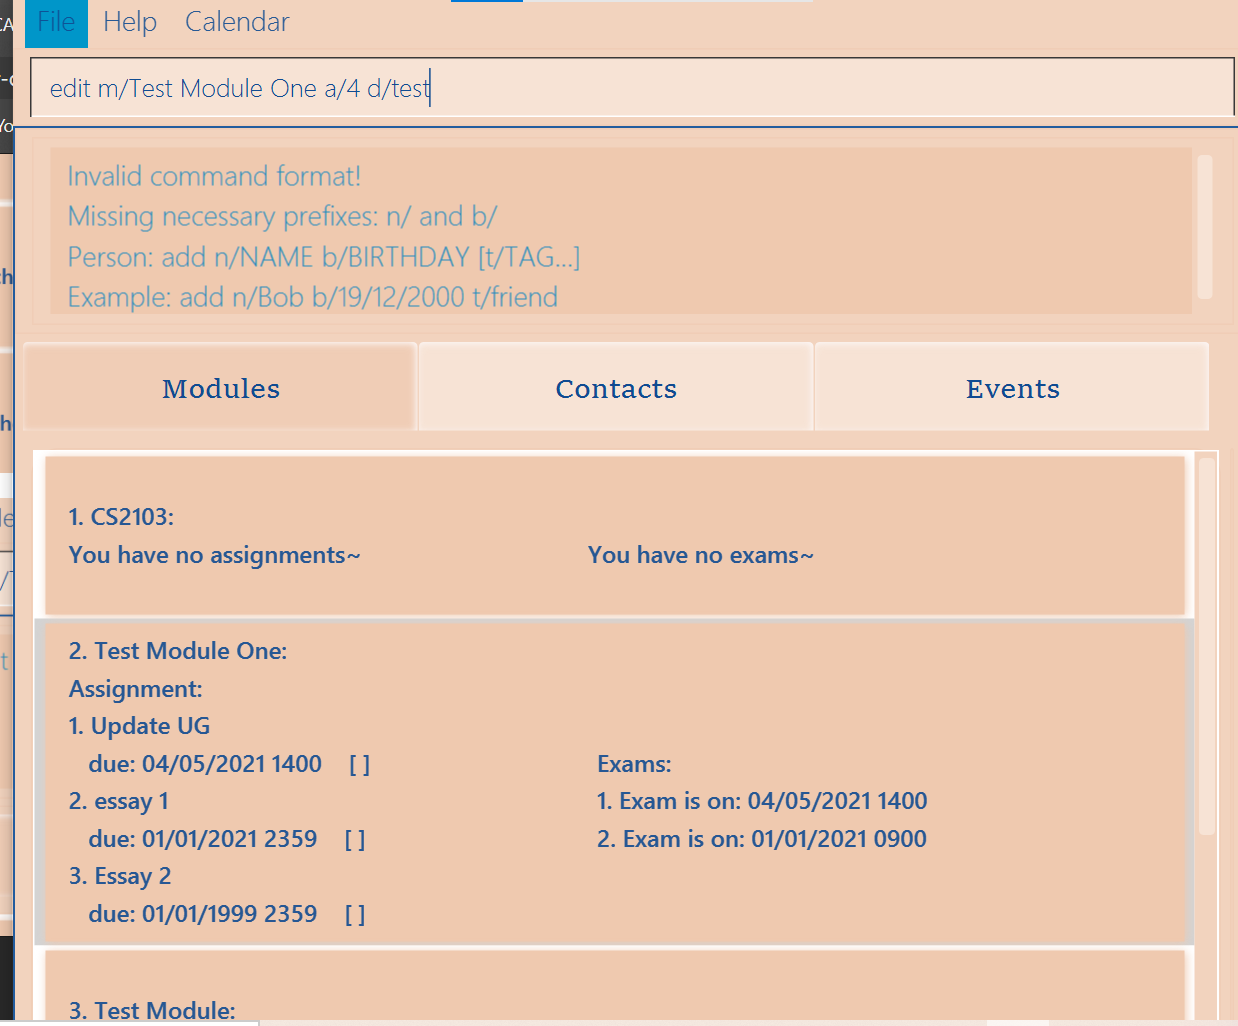 File Help Calendar
edit m/Test Module One a/4 d/test
Invalid command format!
Missing necessary prefixes: n/ and b/
Person: add n/NAME b/BIRTHDAY [t/TAG...]
Example: add n/Bob b/19/12/2000 t/friend
Modules Contacts Events
1. CS2103:
You have no assignments~ You have no exams~
2. Test Module One:
Assignment:
1. Update UG
due: 04/05/2021 1400 [ ] Exams:
2. essay 1 1. Exam is on: 04/05/2021 1400
due: 01/01/2021 2359 [ ] 2. Exam is on: 01/01/2021 0900
3. Essay 2
due: 01/01/1999 2359 [ ]
3. Test Module: